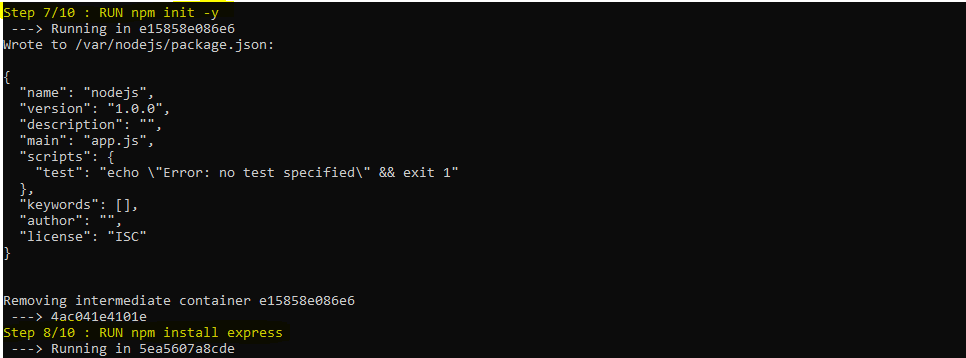 Step 7/10 : RUN npm init -y
 ---> Running in e15858e086e6
Wrote to /var/nodejs/package.json:

{
  "name": "nodejs",
  "version": "1.0.0",
  "description": "",
  "main": "app.js",
  "scripts": {
    "test": "echo \"Error: no test specified\" && exit 1"
  },
  "keywords": [],
  "author": "",
  "license": "ISC"
}

Removing intermediate container e15858e086e6
 ---> 4ac041e4101e
Step 8/10 : RUN npm install express
 ---> Running in 5ea5607a8cde